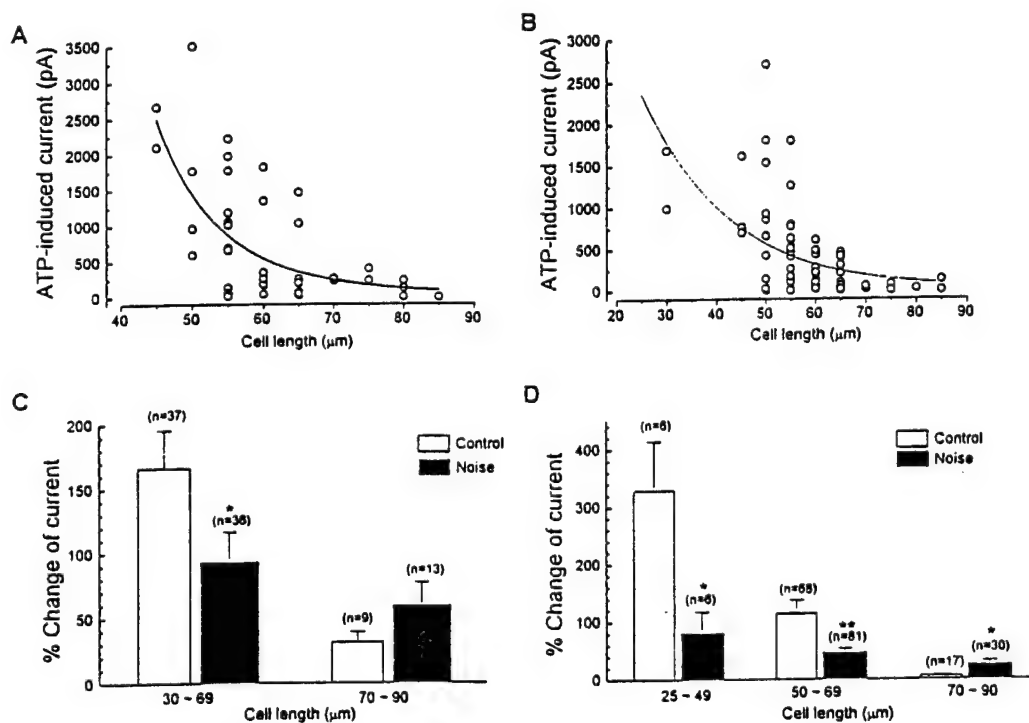 A
ATP-induced current (pA)
3500
3000
2500
2000
1500
1000
500
0
40 50 60 70 80 90
Cell length (μm)
B
ATP-induced current (pA)
3000
2500
2000
1500
1000
500
0
20 30 40 50 60 70 80 90
Cell length (μm)
C
% Change of current
200
150
100
50
0
(n=37)
*
(n=36)
(n=9)
(n=13)
Control
Noise
30 ~ 69 70 ~ 90
Cell length (μm)
D
% Change of current
400
300
200
100
0
(n=6)
*
(n=6)
(n=68)
**
(n=81)
(n=17)
*
(n=30)
Control
Noise
25 ~ 49 50 ~ 69 70 ~ 90
Cell length (μm)